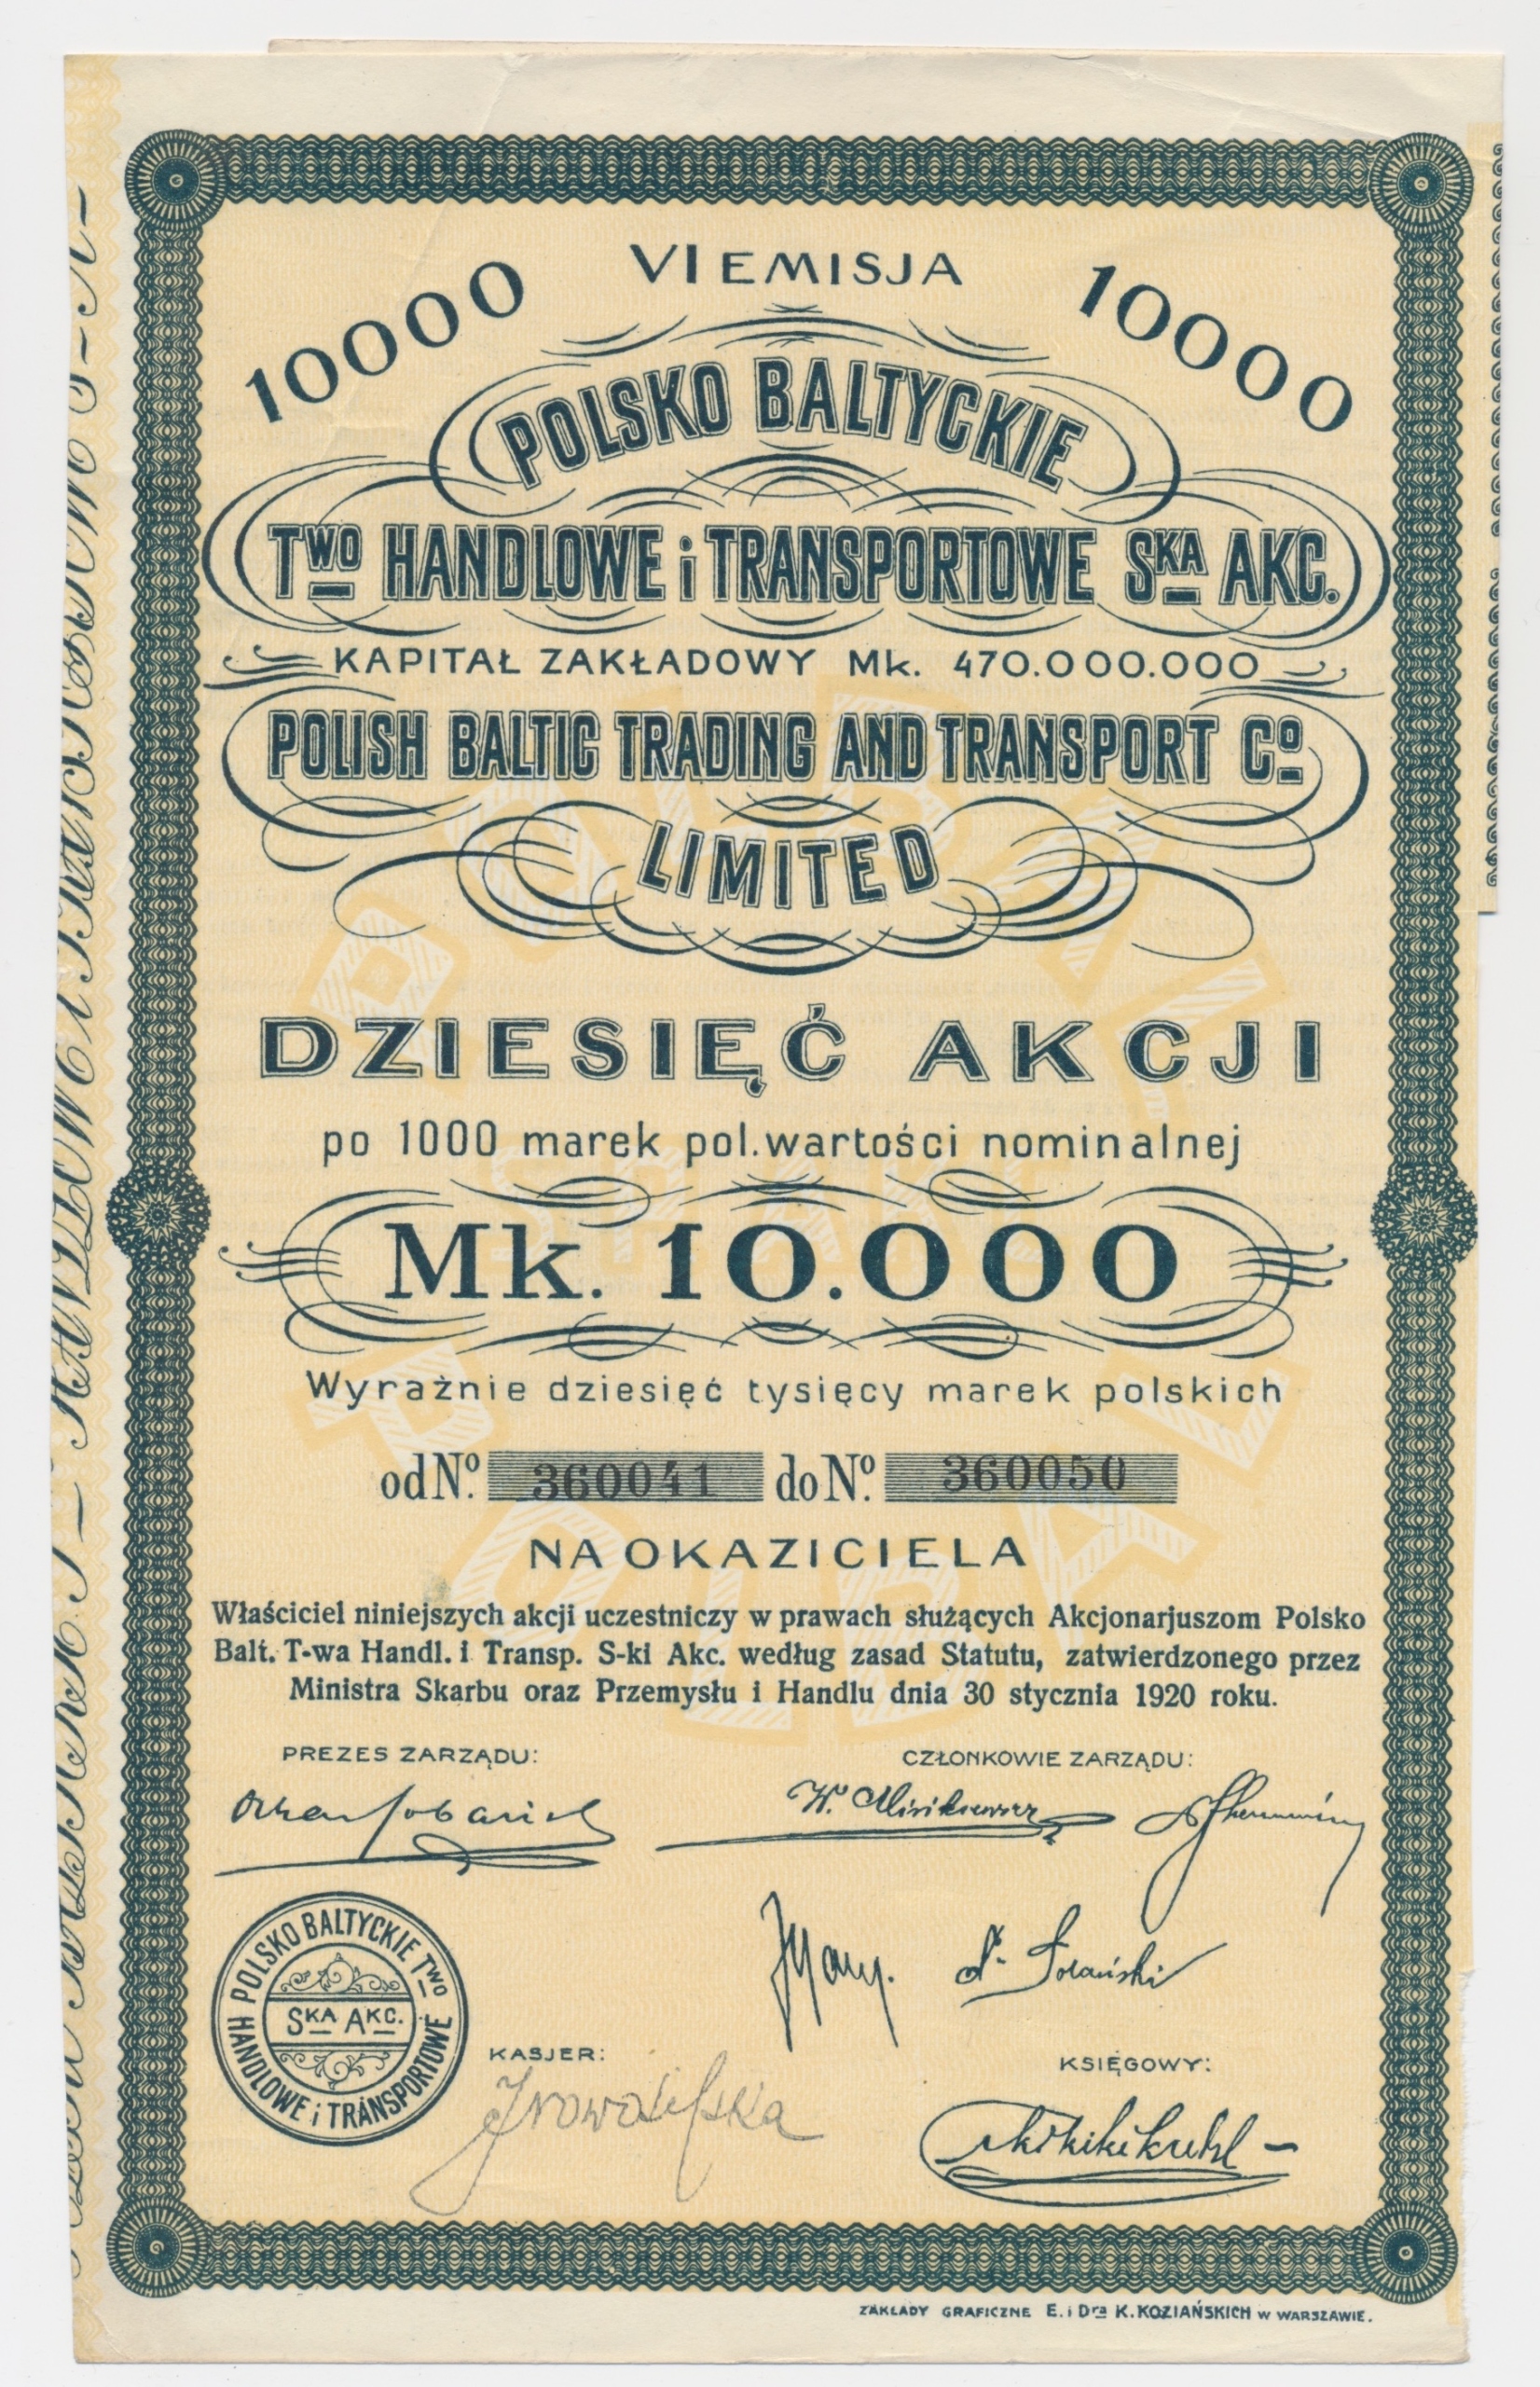 VI EMISJA
10000
10000
POLSKO BALTYCKIE
TWO HANDLOWE i TRANSPORTOWE SKA AKC.
KAPITAŁ ZAKŁADOWY Mk. 470.000.000
POLISH BALTIC TRADING AND TRANSPORT Co
LIMITED
DZIESIĘĆ AKCJI
po 1000 marek pol. wartości nominalnej
Mk. 10.000
Wyraźnie dziesięć tysięcy marek polskich
od No. 360041 do No. 360050
NA OKAZICIELA
Właściciel niniejszych akcji uczestniczy w prawach służących Akcjonarjuszom Polsko
Balt. T-wa Handl. i Transp. S-ki Akc. według zasad Statutu, zatwierdzonego przez
Ministra Skarbu oraz Przemysłu i Handlu dnia 30 stycznia 1920 roku.
PREZES ZARZĄDU:
CZŁONKOWIE ZARZĄDU:
POLSKO BALTYCKIE TWO
HANDLOWE i TRANSPORTOWE
SKA AKC.
KASJER:
KSIĘGOWY:
ZAKŁADY GRAFICZNE E. i Dra K. KOZIAŃSKICH W WARSZAWIE.